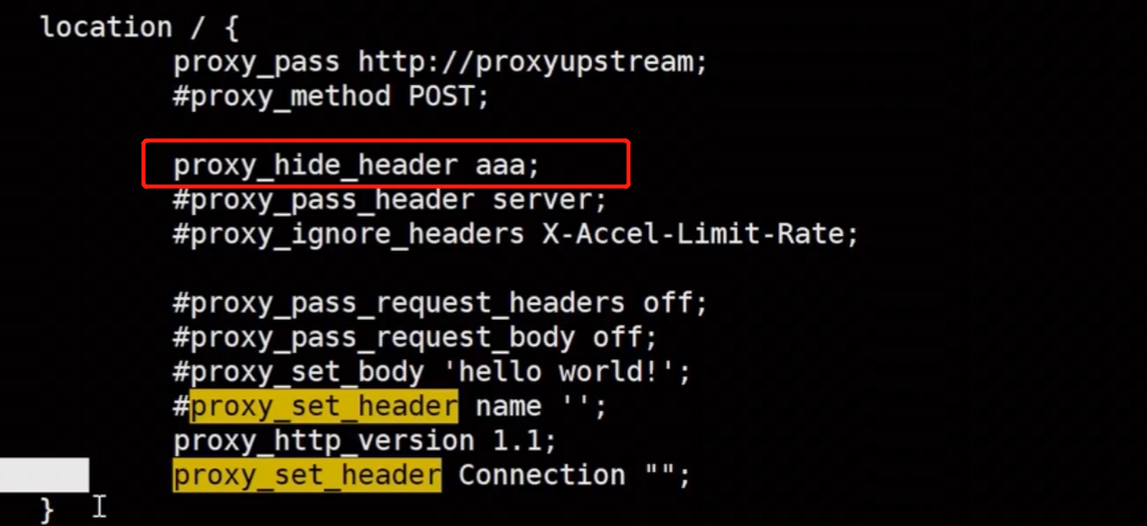 location / {
proxy_pass http://proxyupstream;
#proxy_method POST;
proxy_hide_header aaa;
#proxy_pass_header server;
#proxy_ignore_headers X-Accel-Limit-Rate;
#proxy_pass_request_headers off;
#proxy_pass_request_body off;
#proxy_set_body 'hello world!';
#proxy_set_header name '';
proxy_http_version 1.1;
proxy_set_header Connection "";
}